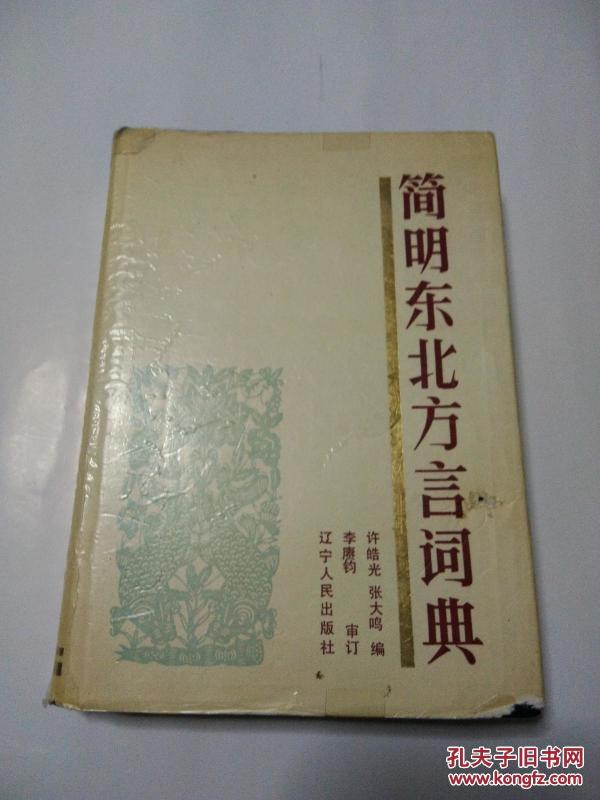 简明东北方言词典
许皓光 张大鸣 编
李赓钧 审订
辽宁人民出版社
孔夫子旧书网
www.kongfz.com